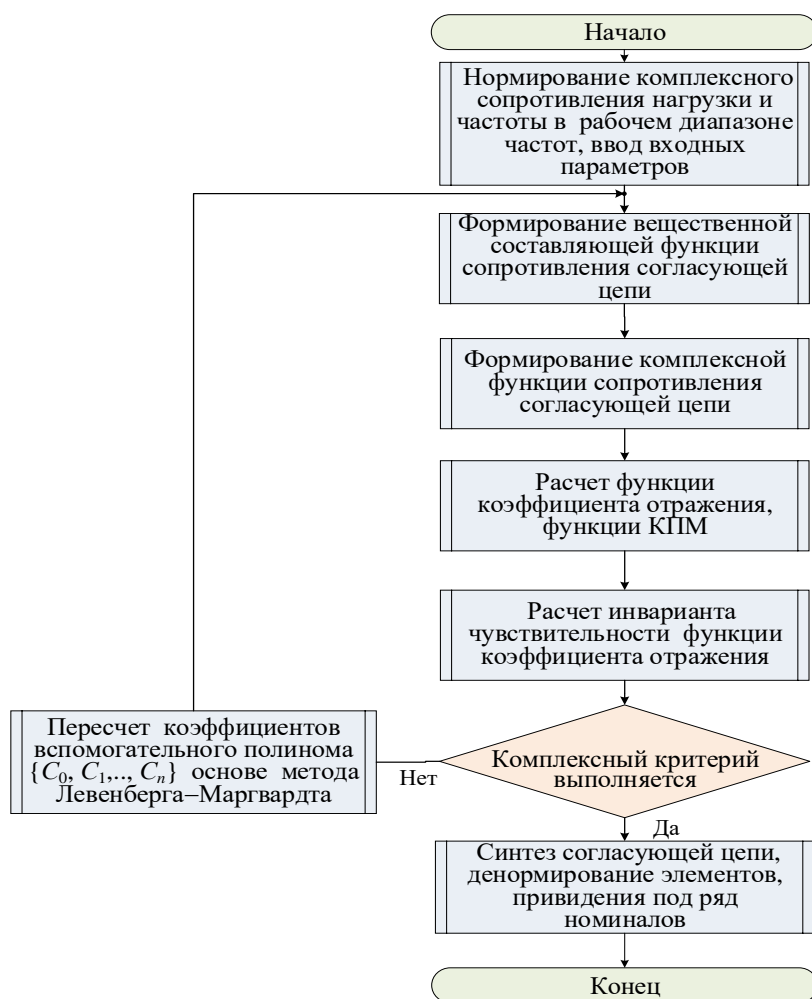 Начало
Нормирование комплексного
сопротивления нагрузки и
частоты в рабочем диапазоне
частот, ввод входных
параметров
Формирование вещественной
составляющей функции
сопротивления согласующей
цепи
Формирование комплексной
функции сопротивления
согласующей цепи
Расчет функции
коэффициента отражения,
функции КПМ
Расчет инварианта
чувствительности функции
коэффициента отражения
Комплексный критерий
выполняется
Нет
Пересчет коэффициентов
вспомогательного полинома
{C0, C1,.., Cn} основе метода
Левенберга–Маргвардта
Да
Синтез согласующей цепи,
денормирование элементов,
привидения под ряд
номиналов
Конец